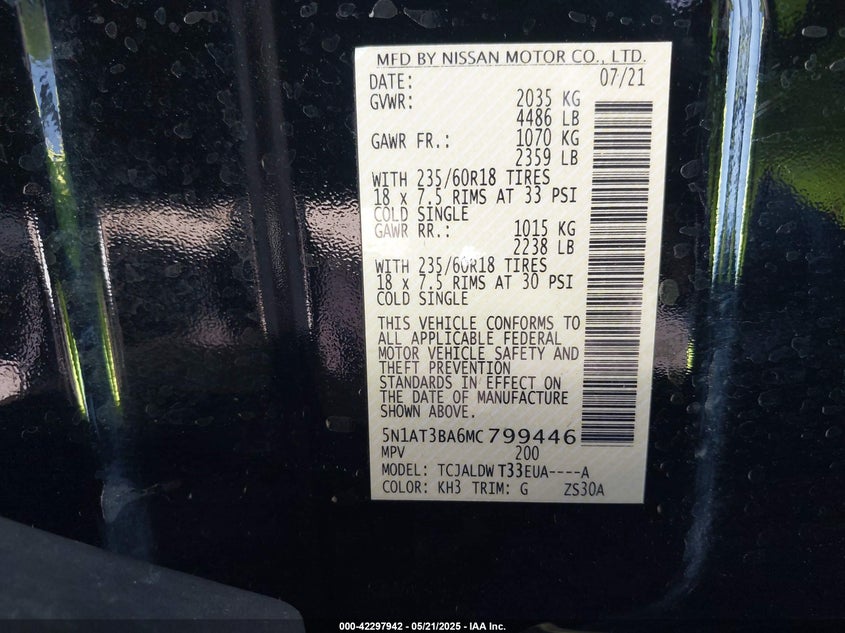 MFD BY NISSAN MOTOR CO., LTD.
DATE: 07/21
GVWR: 2035 KG
4486 LB
GAWR FR.: 1070 KG
2359 LB
WITH 235/60R18 TIRES
18 x 7.5 RIMS AT 33 PSI
COLD SINGLE
GAWR RR.: 1015 KG
2238 LB
WITH 235/60R18 TIRES
18 x 7.5 RIMS AT 30 PSI
COLD SINGLE
THIS VEHICLE CONFORMS TO
ALL APPLICABLE FEDERAL
MOTOR VEHICLE SAFETY AND
THEFT PREVENTION
STANDARDS IN EFFECT ON
THE DATE OF MANUFACTURE
SHOWN ABOVE.
5N1AT3BA6MC799446
MPV 200
MODEL: TCJALDWT33EUA----A
COLOR: KH3 TRIM: G ZS30A
000-42297942 - 05/21/2025 - IAA Inc.